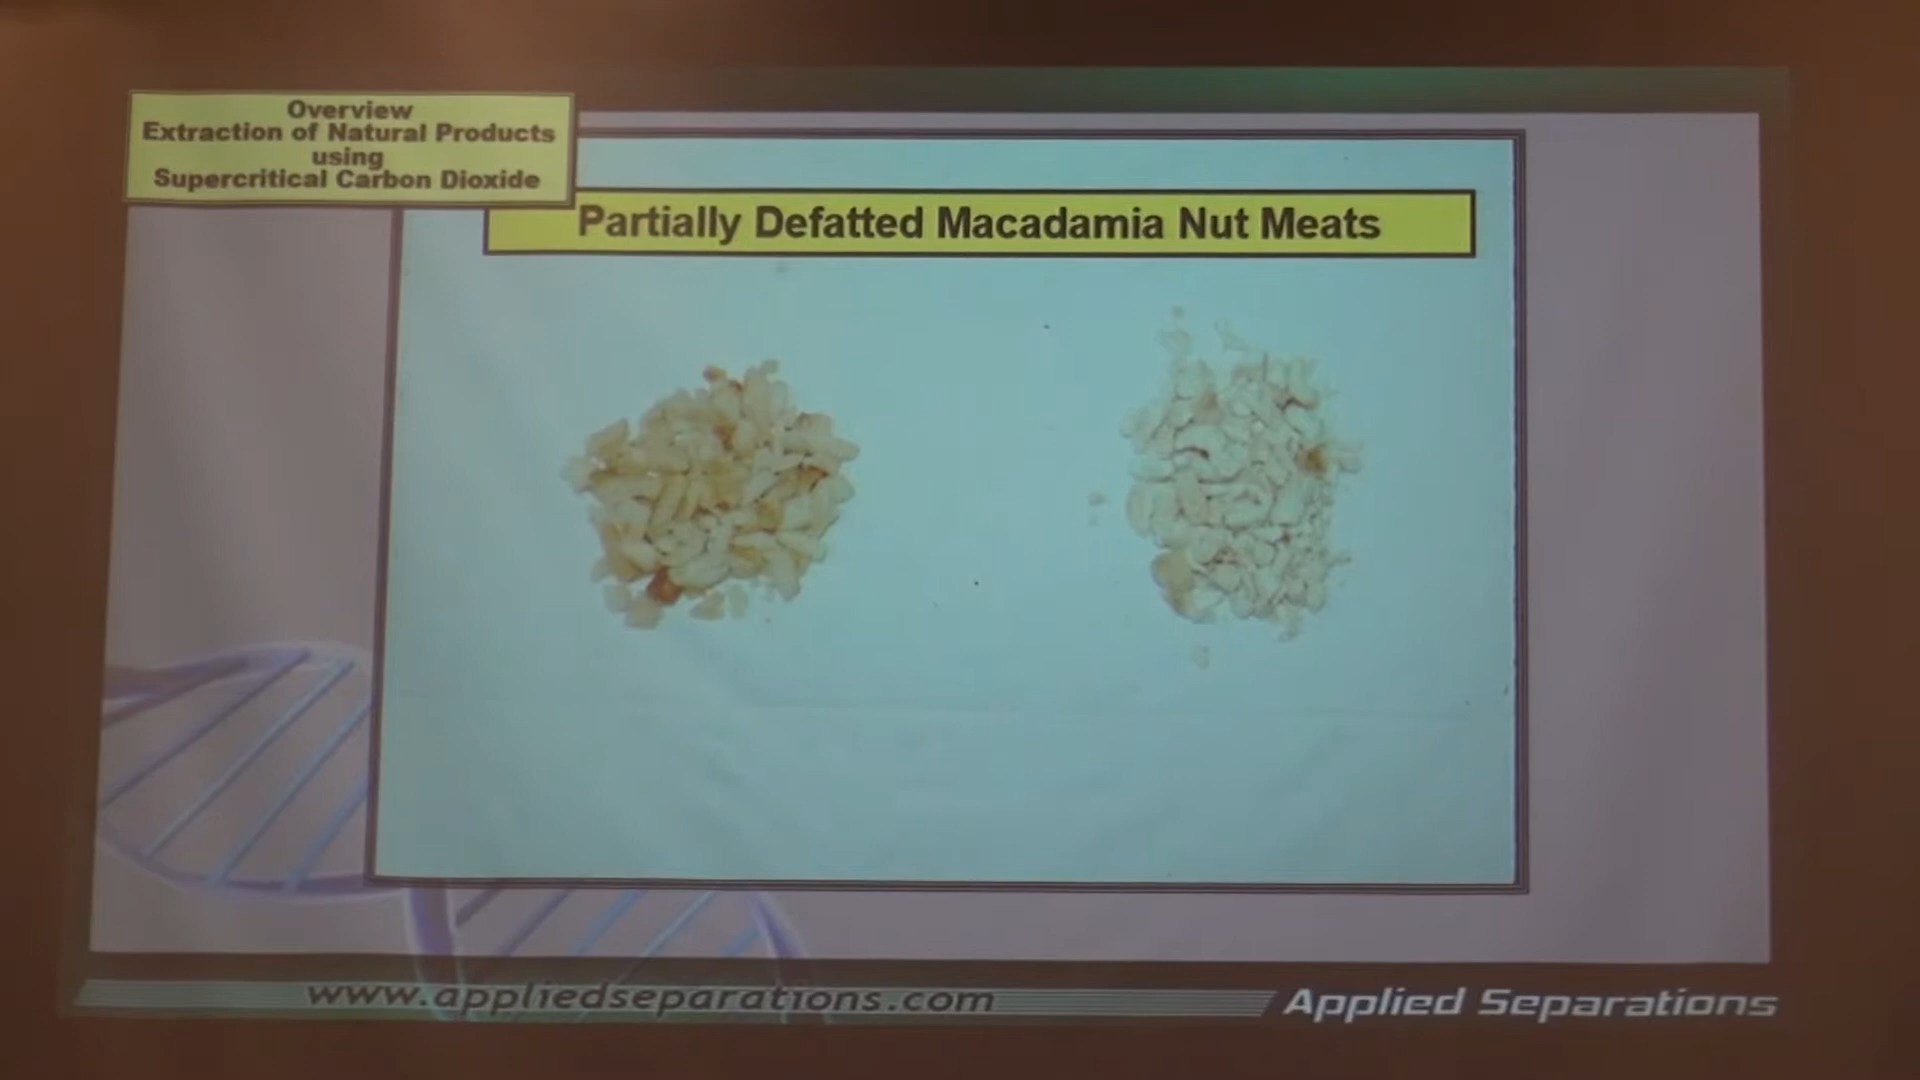 Overview
Extraction of Natural Products
using
Supercritical Carbon Dioxide
Partially Defatted Macadamia Nut Meats
www.appliedseparations.com
Applied Separations